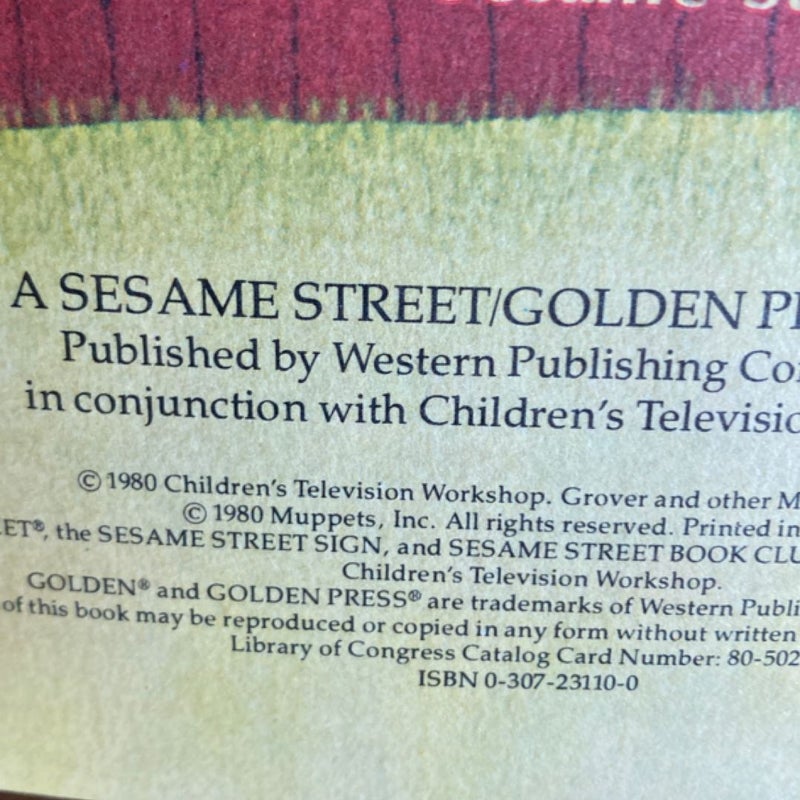 A SESAME STREET/GOLDEN
Published by Western Publishing
in conjunction with Children's
© 1980 Children's Television Workshop. Grover and other
© 1980 Muppets, Inc. All rights reserved. Printed in
the SESAME STREET SIGN, and SESAME STREET BOOK
Children's Television Workshop.
GOLDEN® and GOLDEN PRESS® are trademarks of Western
of this book may be reproduced or copied in any form without written
Library of Congress Catalog Card Number: 80-502
ISBN 0-307-23110-0